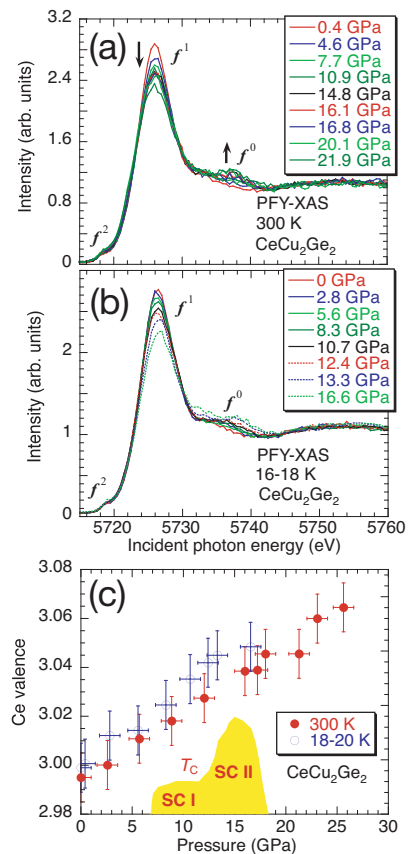 (a)
f1
f0
f2
0.4 GPa
4.6 GPa
7.7 GPa
10.9 GPa
14.8 GPa
16.1 GPa
16.8 GPa
20.1 GPa
21.9 GPa
PFY-XAS
300 K
CeCu2Ge2
Intensity (arb. units)
3.2
2.4
1.6
0.8
0
(b)
f1
f0
f2
0 GPa
2.8 GPa
5.6 GPa
8.3 GPa
10.7 GPa
12.4 GPa
13.3 GPa
16.6 GPa
PFY-XAS
16-18 K
CeCu2Ge2
Intensity (arb. units)
2
1
0
5720 5730 5740 5750 5760
Incident photon energy (eV)
(c)
Ce valence
3.08
3.06
3.04
3.02
3.00
2.98
TC
SC I
SC II
300 K
18-20 K
CeCu2Ge2
0 5 10 15 20 25 30
Pressure (GPa)